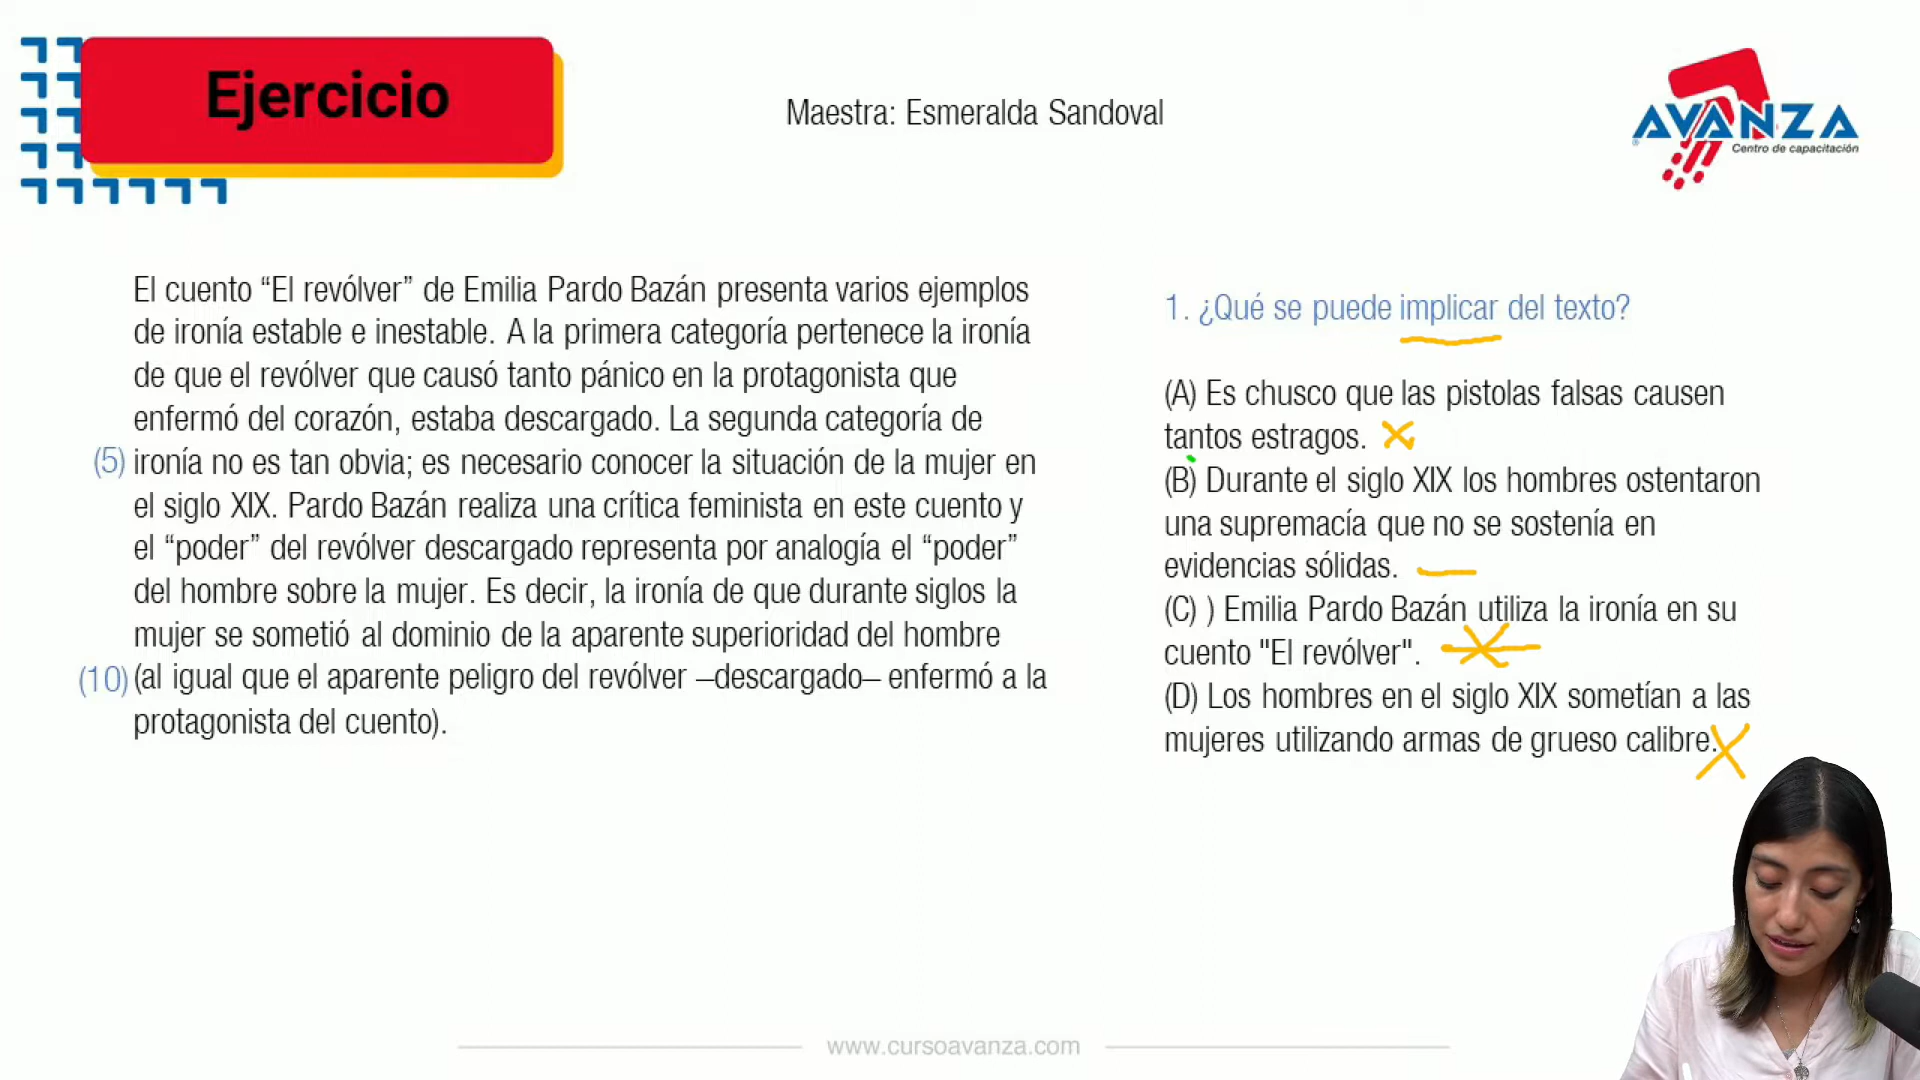 Ejercicio
Maestra: Esmeralda Sandoval
AVANZA
Centro de capacitación
El cuento “El revólver” de Emilia Pardo Bazán presenta varios ejemplos
de ironía estable e inestable. A la primera categoría pertenece la ironía
de que el revólver que causó tanto pánico en la protagonista que
enfermó del corazón, estaba descargado. La segunda categoría de
(5) ironía no es tan obvia; es necesario conocer la situación de la mujer en
el siglo XIX. Pardo Bazán realiza una crítica feminista en este cuento y
el “poder” del revólver descargado representa por analogía el “poder”
del hombre sobre la mujer. Es decir, la ironía de que durante siglos la
mujer se sometió al dominio de la aparente superioridad del hombre
(10) (al igual que el aparente peligro del revólver –descargado– enfermó a la
protagonista del cuento).
1. ¿Qué se puede implicar del texto?
(A) Es chusco que las pistolas falsas causen
tantos estragos.
(B) Durante el siglo XIX los hombres ostentaron
una supremacía que no se sostenía en
evidencias sólidas.
(C) ) Emilia Pardo Bazán utiliza la ironía en su
cuento "El revólver".
(D) Los hombres en el siglo XIX sometían a las
mujeres utilizando armas de grueso calibre.
www.cursoavanza.com